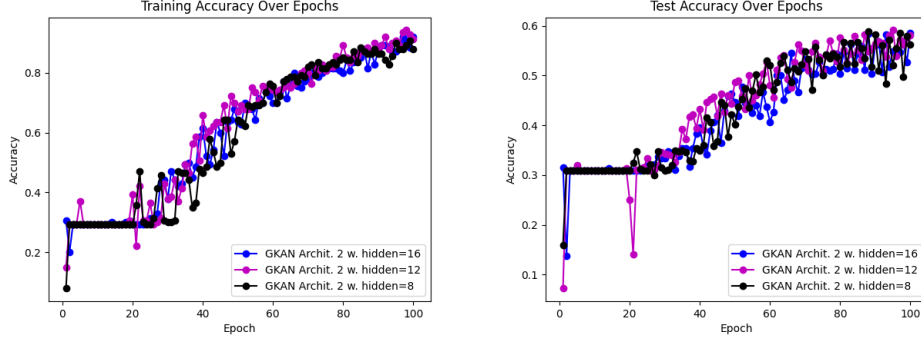 Training Accuracy Over Epochs
Accuracy
0.8
0.6
0.4
0.2
0
20
40
60
80
100
Epoch
GKAN Archit. 2 w. hidden=16
GKAN Archit. 2 w. hidden=12
GKAN Archit. 2 w. hidden=8
Test Accuracy Over Epochs
Accuracy
0.6
0.5
0.4
0.3
0.2
0.1
0
20
40
60
80
100
Epoch
GKAN Archit. 2 w. hidden=16
GKAN Archit. 2 w. hidden=12
GKAN Archit. 2 w. hidden=8